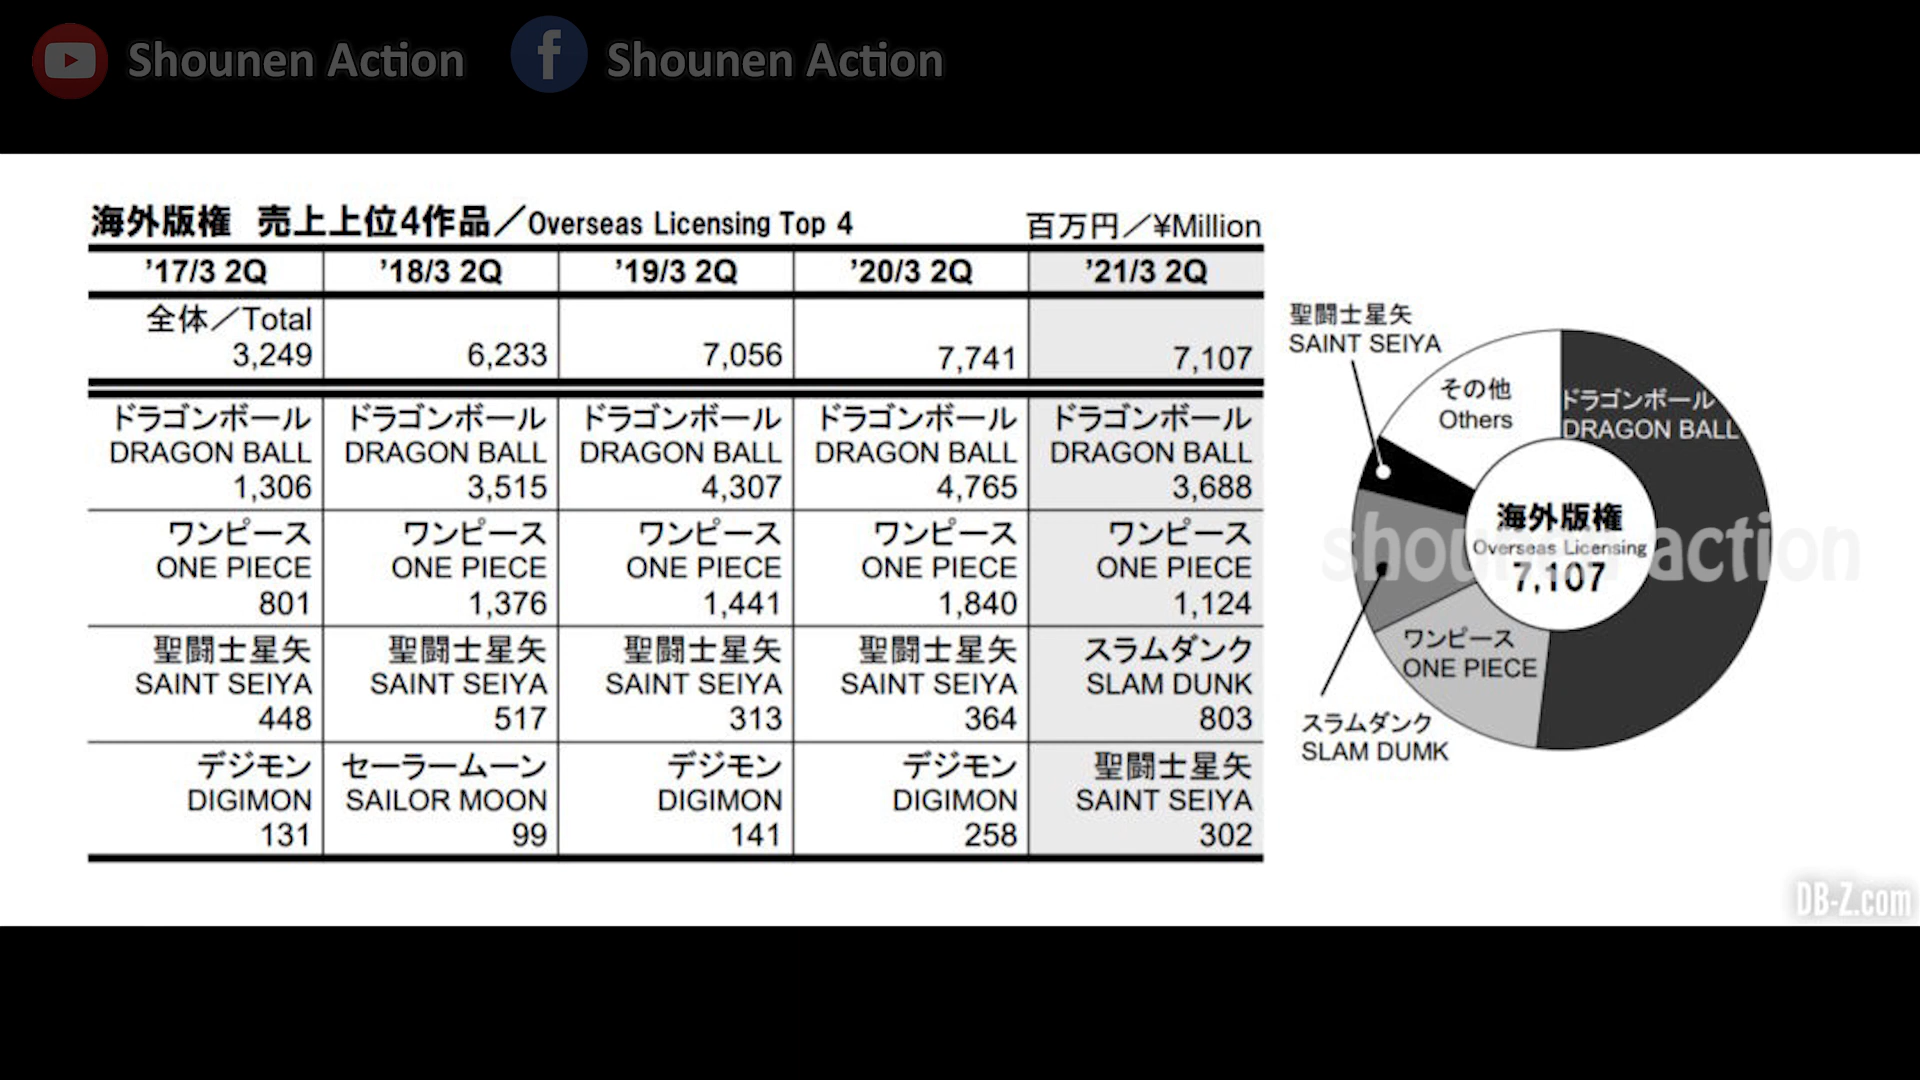 Shounen Action
Shounen Action
海外版権 売上上位4作品／Overseas Licensing Top 4
百万円／¥Million
’17/3 2Q ’18/3 2Q ’19/3 2Q ’20/3 2Q ’21/3 2Q
全体／Total
3,249 6,233 7,056 7,741 7,107
ドラゴンボール ドラゴンボール ドラゴンボール ドラゴンボール ドラゴンボール
DRAGON BALL DRAGON BALL DRAGON BALL DRAGON BALL DRAGON BALL
1,306 3,515 4,307 4,765 3,688
ワンピース ワンピース ワンピース ワンピース ワンピース
ONE PIECE ONE PIECE ONE PIECE ONE PIECE ONE PIECE
801 1,376 1,441 1,840 1,124
聖闘士星矢 聖闘士星矢 聖闘士星矢 聖闘士星矢 スラムダンク
SAINT SEIYA SAINT SEIYA SAINT SEIYA SAINT SEIYA SLAM DUNK
448 517 313 364 803
デジモン セーラームーン デジモン デジモン 聖闘士星矢
DIGIMON SAILOR MOON DIGIMON DIGIMON SAINT SEIYA
131 99 141 258 302
聖闘士星矢
SAINT SEIYA
その他
Others
ドラゴンボール
DRAGON BALL
海外版権
Overseas Licensing
7,107
shounen action
ワンピース
ONE PIECE
スラムダンク
SLAM DUMK
DB-Z.com